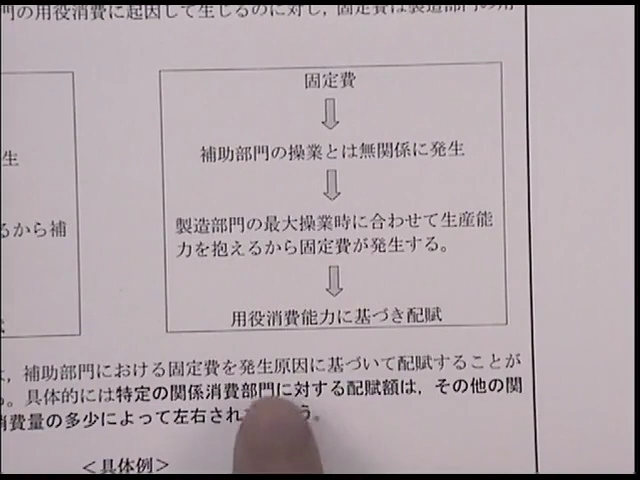 門の用役消費に起因して生じるのに対し，固定費は製造部門の用
固定費
補助部門の操業とは無関係に発生
生
製造部門の最大操業時に合わせて生産能
るから補
力を抱えるから固定費が発生する。
用役消費能力に基づき配賦
，補助部門における固定費を発生原因に基づいて配賦することが
。具体的には特定の関係消費部門に対する配賦額は，その他の関
消費量の多少によって左右され
う。
＜具体例＞